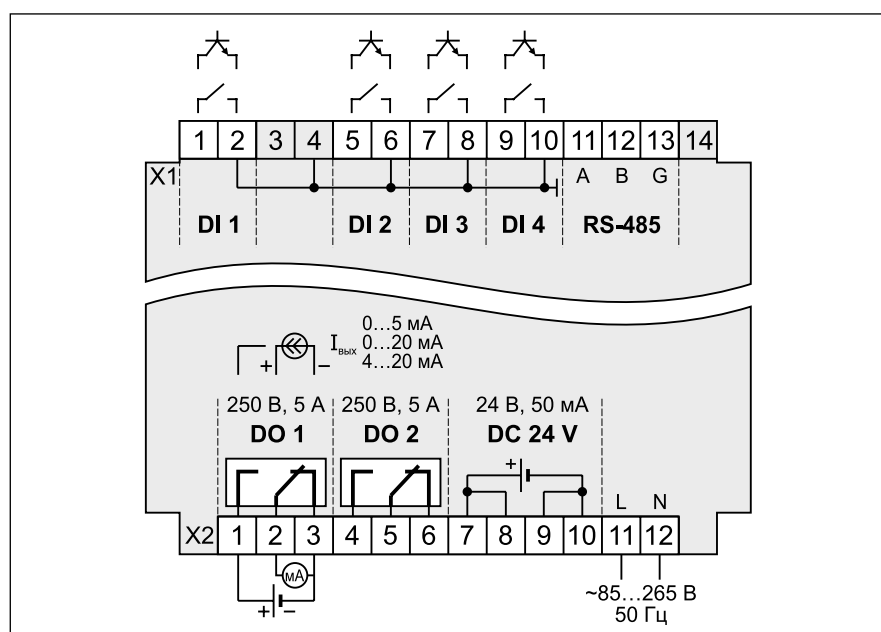 1 2 3 4 5 6 7 8 9 10 11 12 13 14
X1
A B G
DI 1 DI 2 DI 3 DI 4 RS-485
0...5 мА
Iвых 0...20 мА
4...20 мА
+ −
250 В, 5 А 250 В, 5 А 24 В, 50 мА
DO 1 DO 2 DC 24 V
+
L N
X2 1 2 3 4 5 6 7 8 9 10 11 12
мА
+ −
~85...265 В
50 Гц